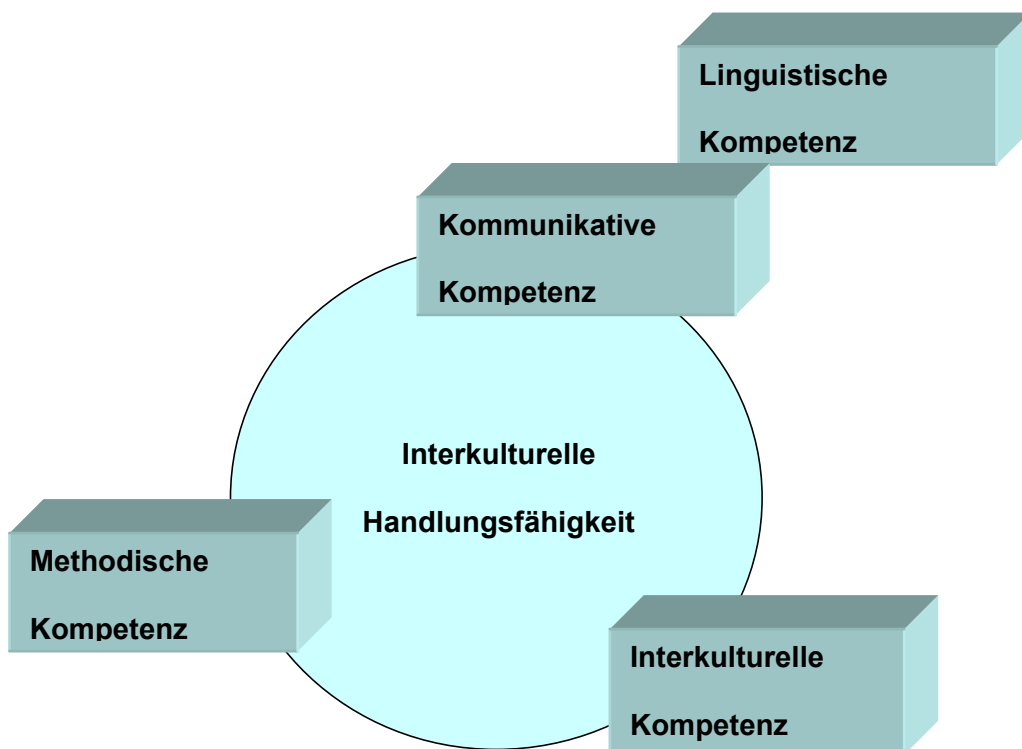 Linguistische
Kompetenz
Kommunikative
Kompetenz
Interkulturelle
Handlungsfähigkeit
Methodische
Kompetenz
Interkulturelle
Kompetenz